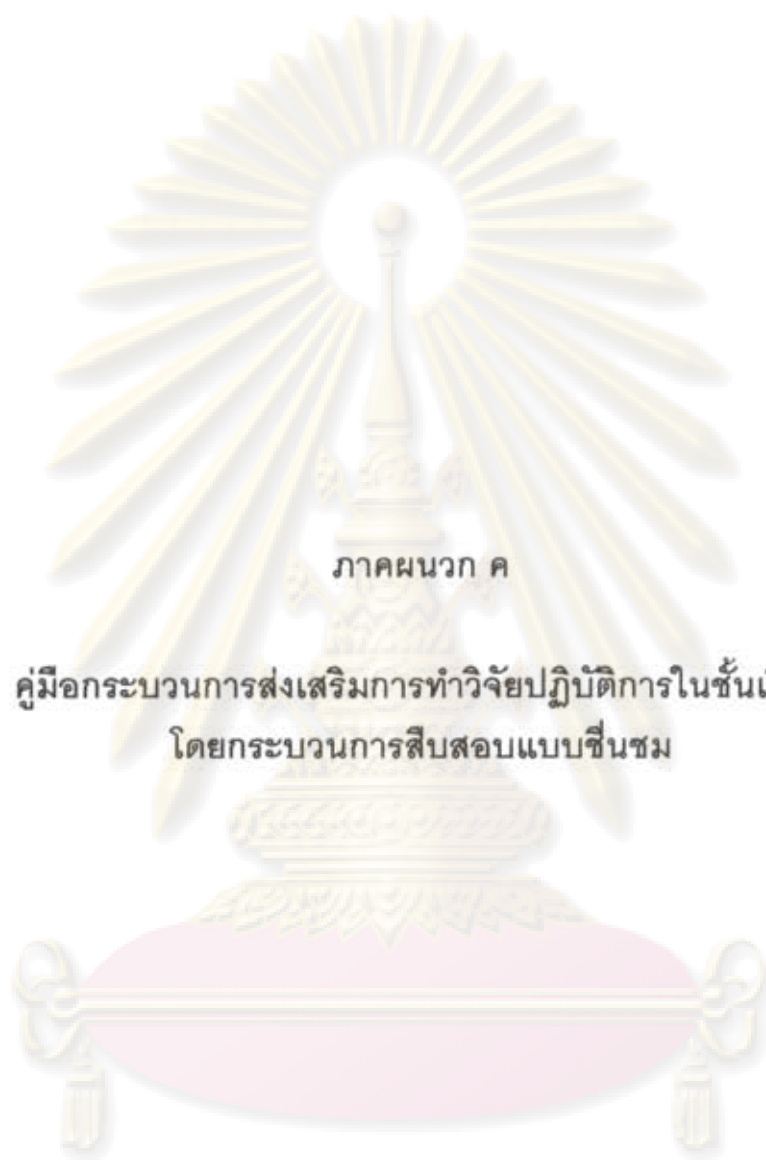 ภาคผนวก ค
คู่มือกระบวนการส่งเสริมการทำวิจัยปฏิบัติการในชั้น
โดยกระบวนการสืบสอบแบบชื่นชม